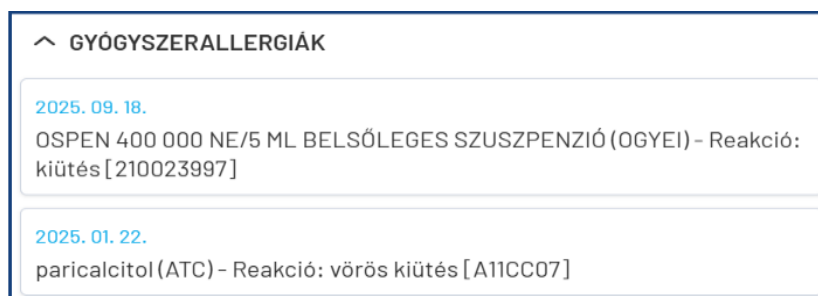 GYÓGYSZERALLERGIÁK
2025. 09. 18.
OSPEN 400 000 NE/5 ML BELSŐLEGES SZUSZPENZIÓ (OGYEI) - Reakció:
kiütés [210023997]
2025. 01. 22.
paricalcitol (ATC) - Reakció: vörös kiütés [A11CC07]